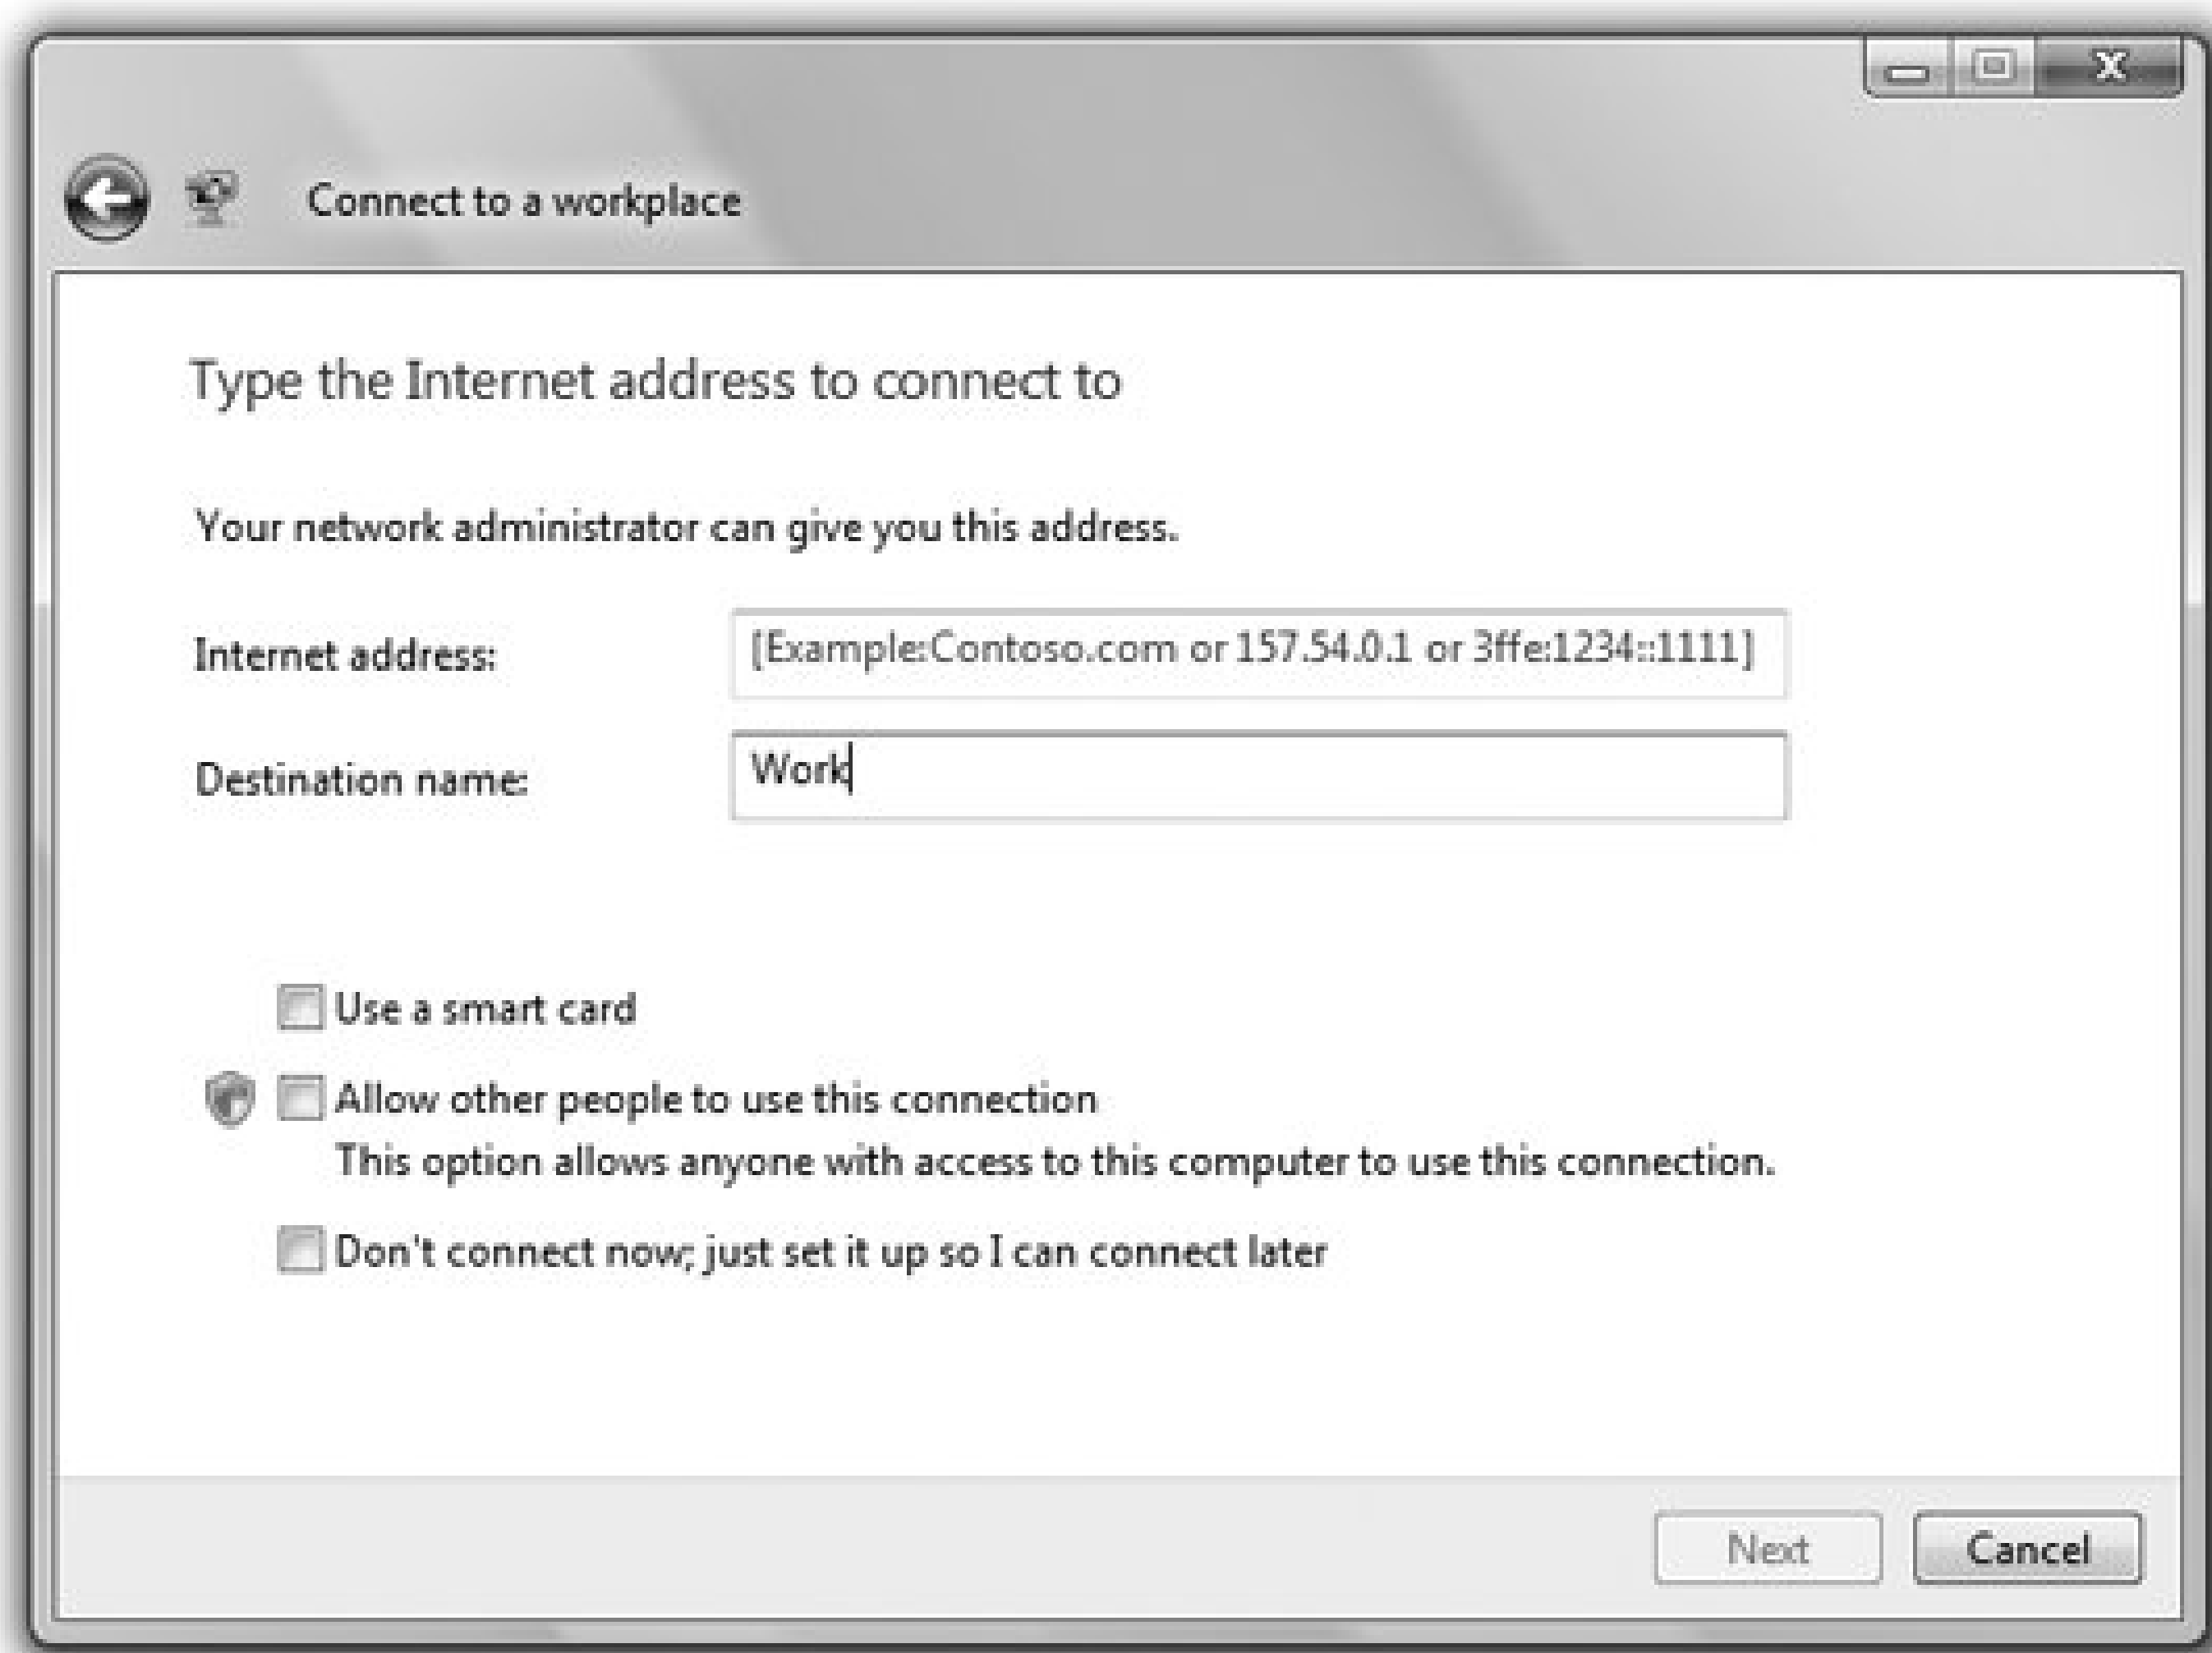 Connect to a workplace
Type the Internet address to connect to
Your network administrator can give you this address.
Internet address: [Example:Contoso.com or 157.54.0.1 or 3ffe:1234::1111]
Destination name: Work
Use a smart card
Allow other people to use this connection
This option allows anyone with access to this computer to use this connection.
Don't connect now; just set it up so I can connect later
Next Cancel